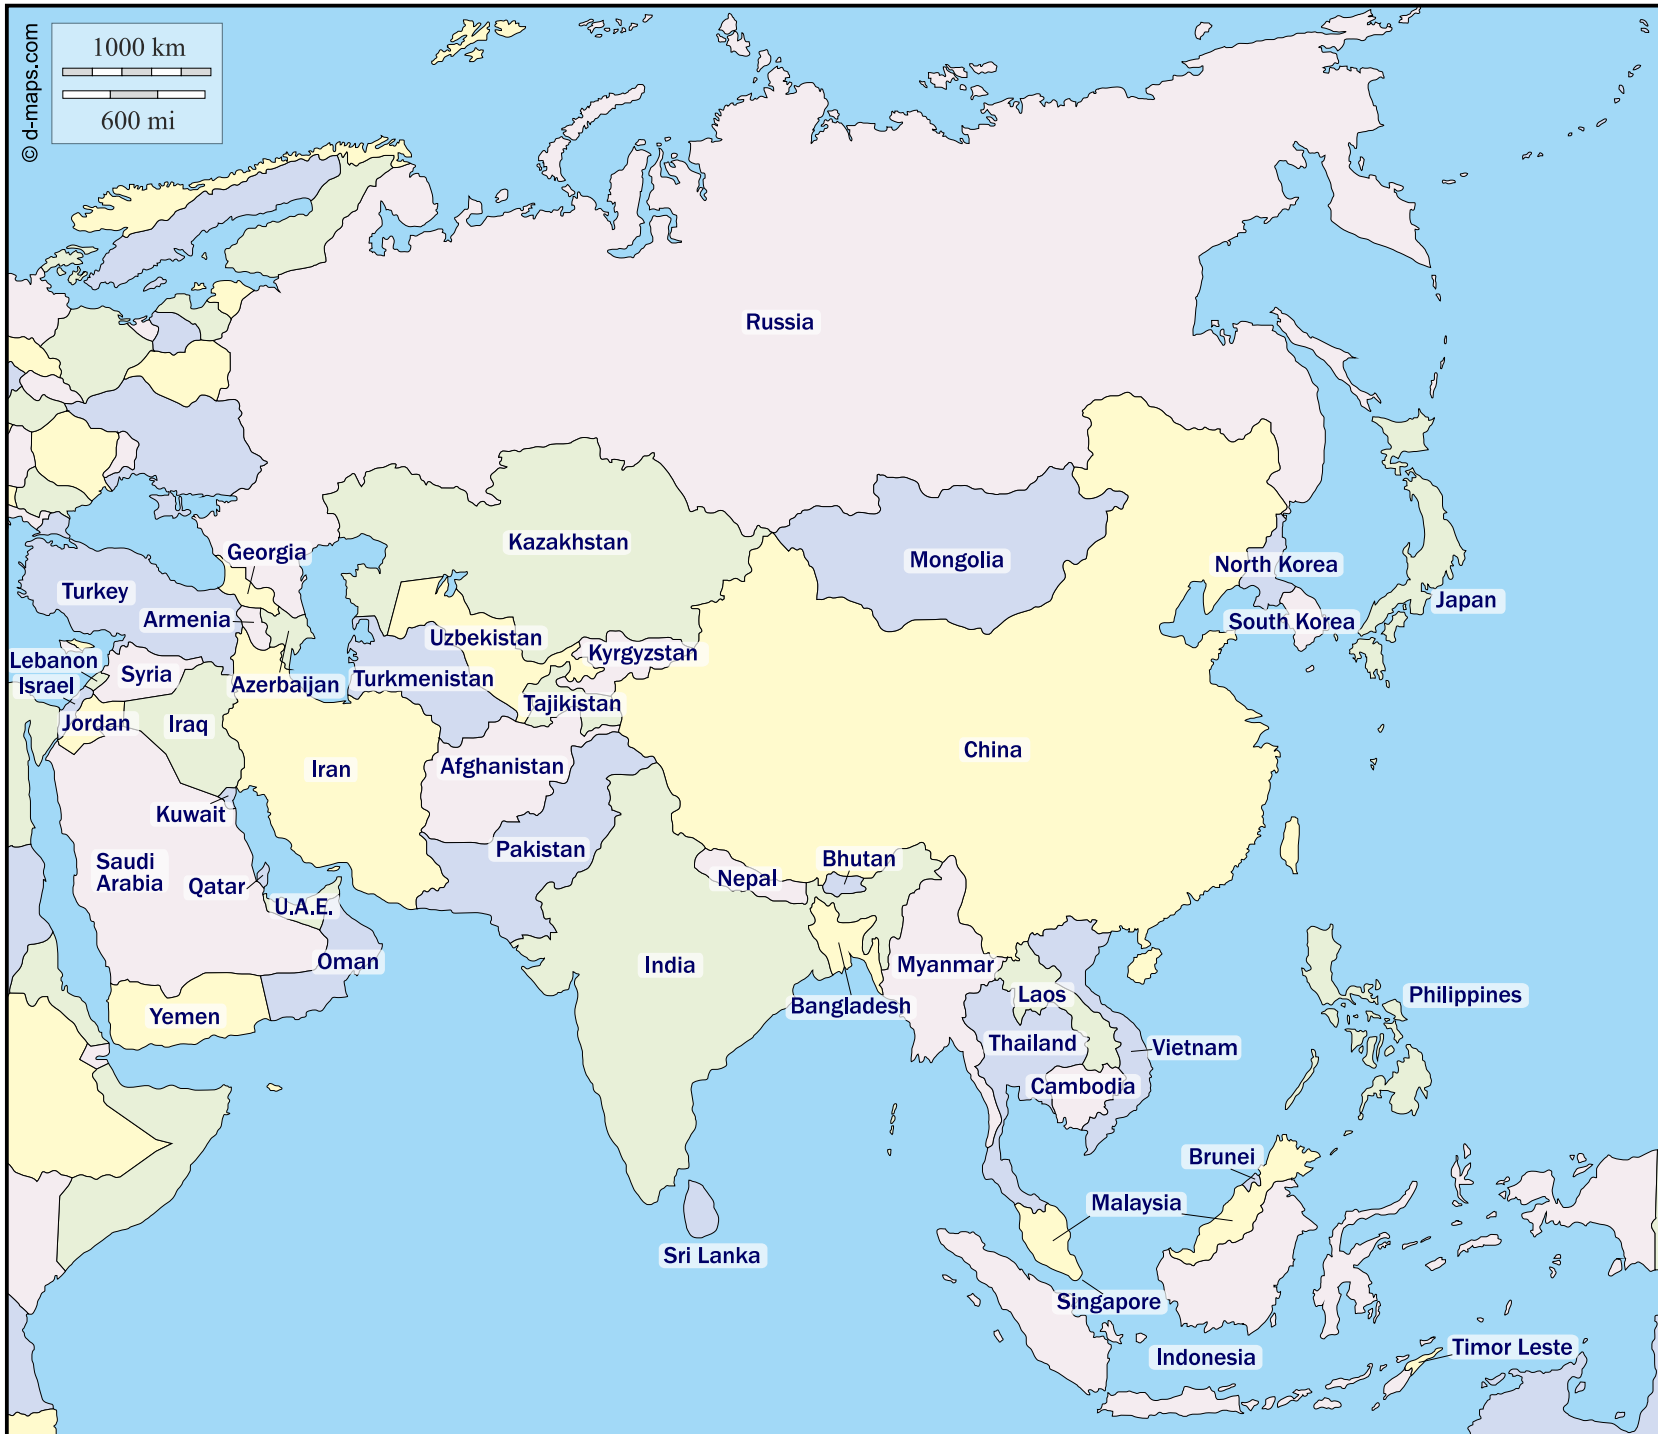 © d-maps.com
1000 km
600 mi
Russia
Kazakhstan
Mongolia
Georgia
North Korea
Turkey
Japan
Armenia
South Korea
Uzbekistan
Kyrgyzstan
Lebanon
Syria
Israel
Azerbaijan
Turkmenistan
Tajikistan
Jordan
Iraq
China
Iran
Afghanistan
Kuwait
Pakistan
Saudi
Arabia
Bhutan
Nepal
Qatar
U.A.E.
Oman
India
Myanmar
Laos
Philippines
Bangladesh
Yemen
Thailand
Vietnam
Cambodia
Brunei
Malaysia
Sri Lanka
Singapore
Indonesia
Timor Leste